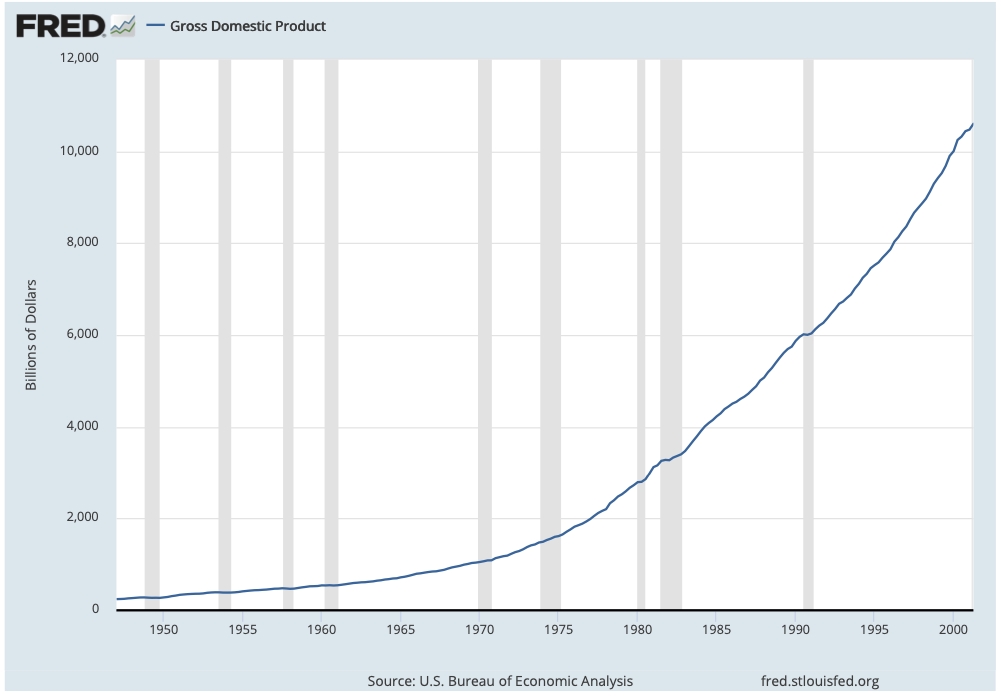 FRED
Gross Domestic Product
12,000
10,000
8,000
6,000
4,000
2,000
0
Billions of Dollars
1950 1955 1960 1965 1970 1975 1980 1985 1990 1995 2000
Source: U.S. Bureau of Economic Analysis fred.stlouisfed.org